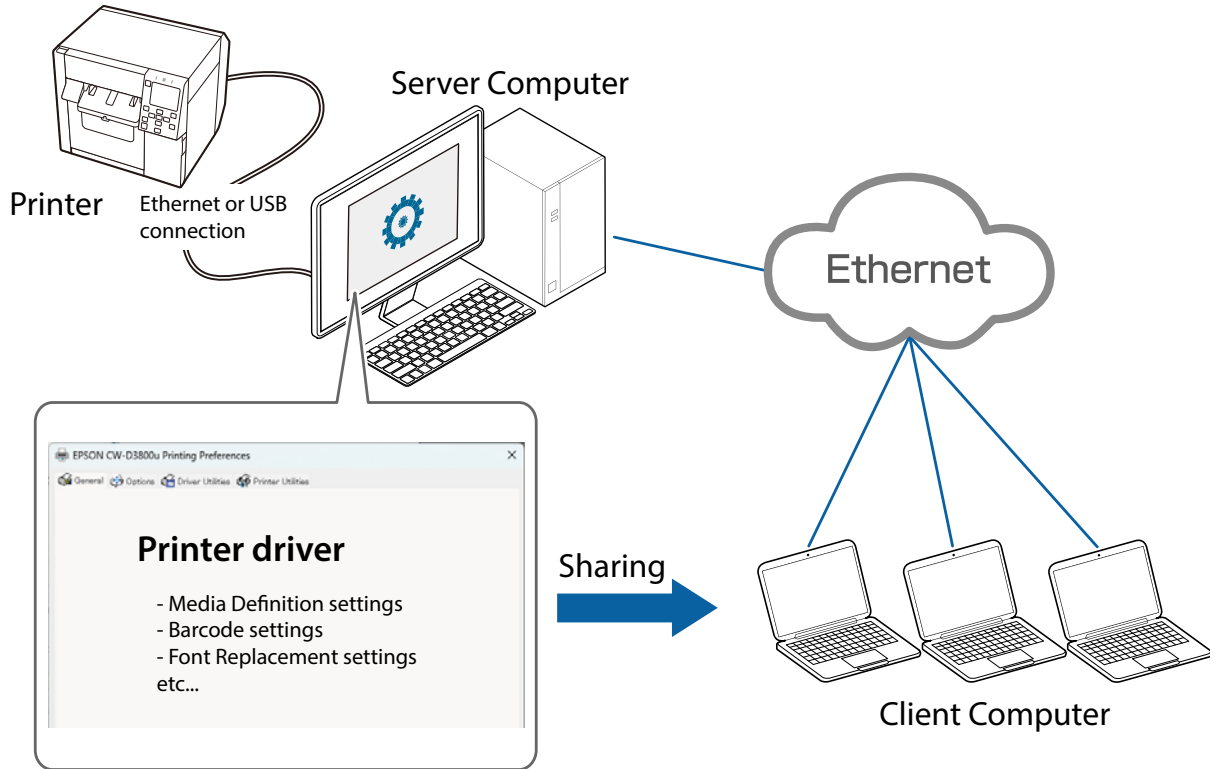 Server Computer
Printer
Ethernet or USB
connection
Ethernet
EPSON CW-D3800u Printing Preferences
General Options Driver Utilities Printer Utilities
Printer driver
- Media Definition settings
- Barcode settings
- Font Replacement settings
etc...
Sharing
Client Computer